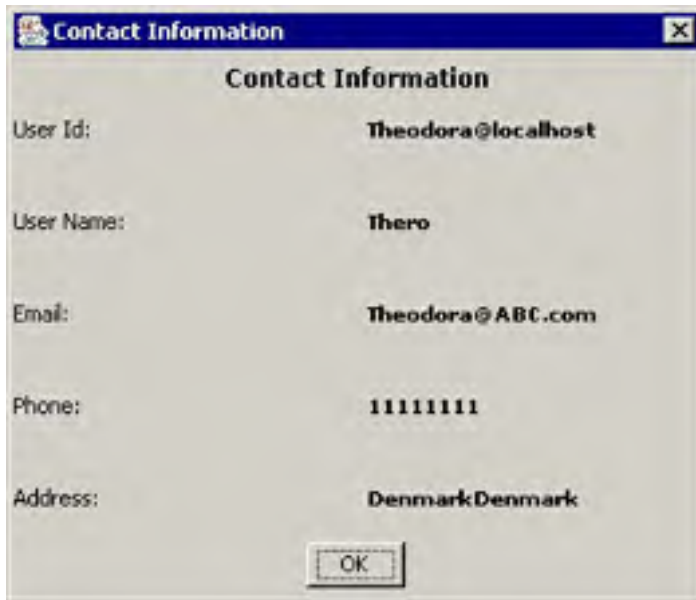 Contact Information
Contact Information
User Id: Theodora@localhost
User Name: Thero
Email: Theodora@ABC.com
Phone: 11111111
Address: DenmarkDenmark
OK